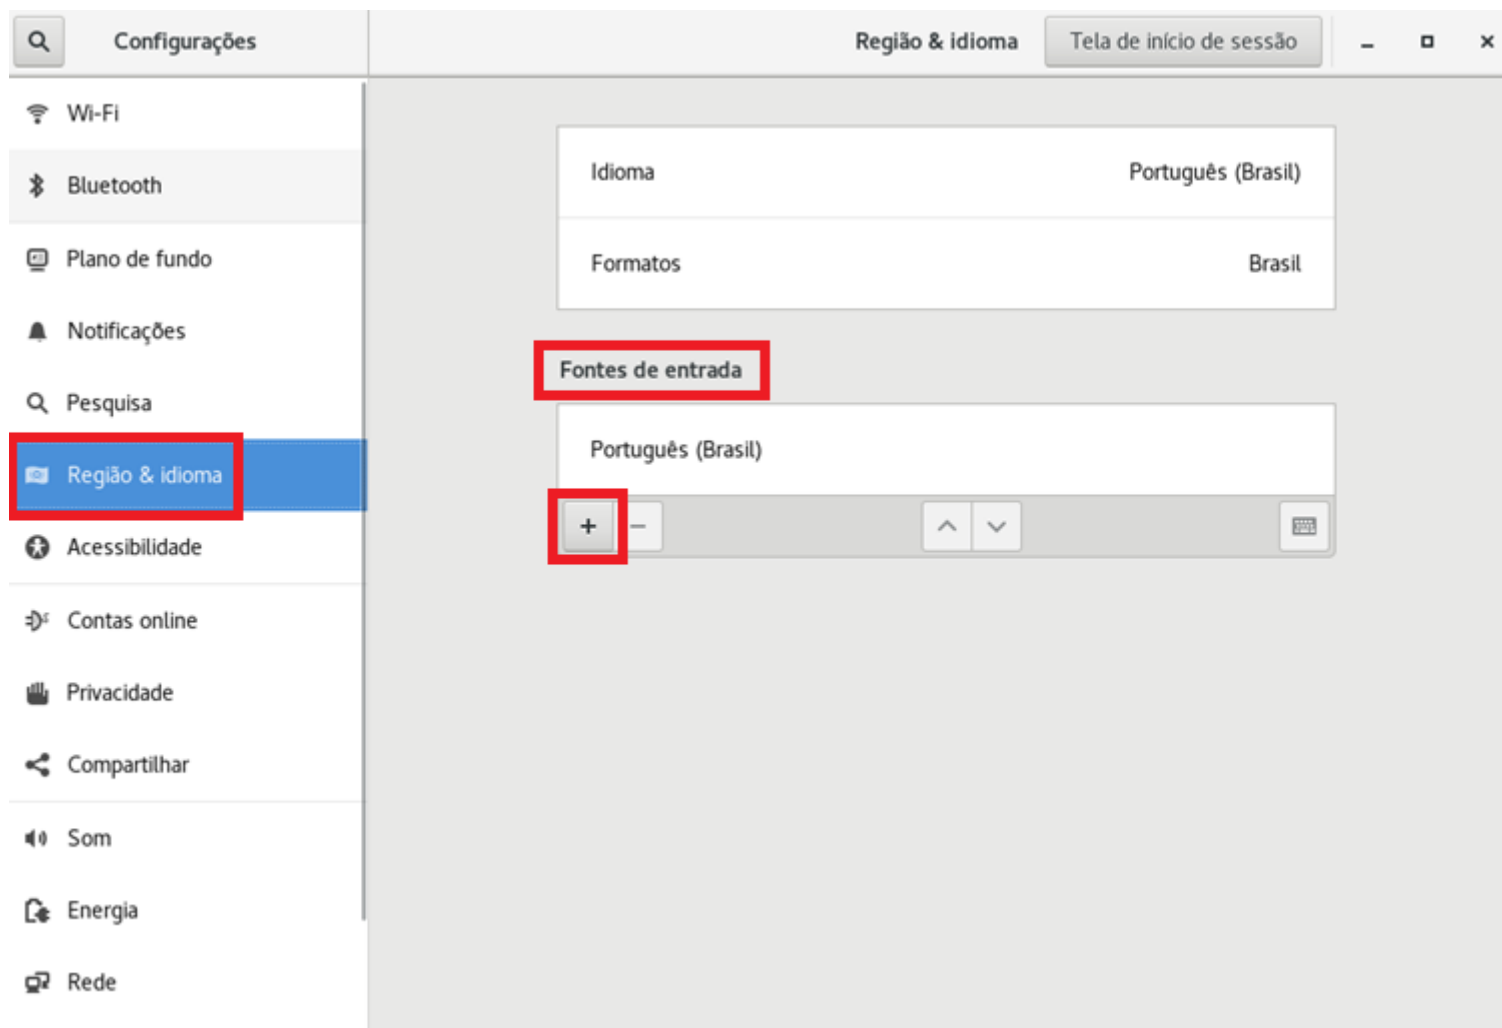 Configurações
Região & idioma
Tela de início de sessão
Wi-Fi
Bluetooth
Plano de fundo
Notificações
Pesquisa
Região & idioma
Acessibilidade
Contas online
Privacidade
Compartilhar
Som
Energia
Rede
Idioma
Português (Brasil)
Formatos
Brasil
Fontes de entrada
Português (Brasil)